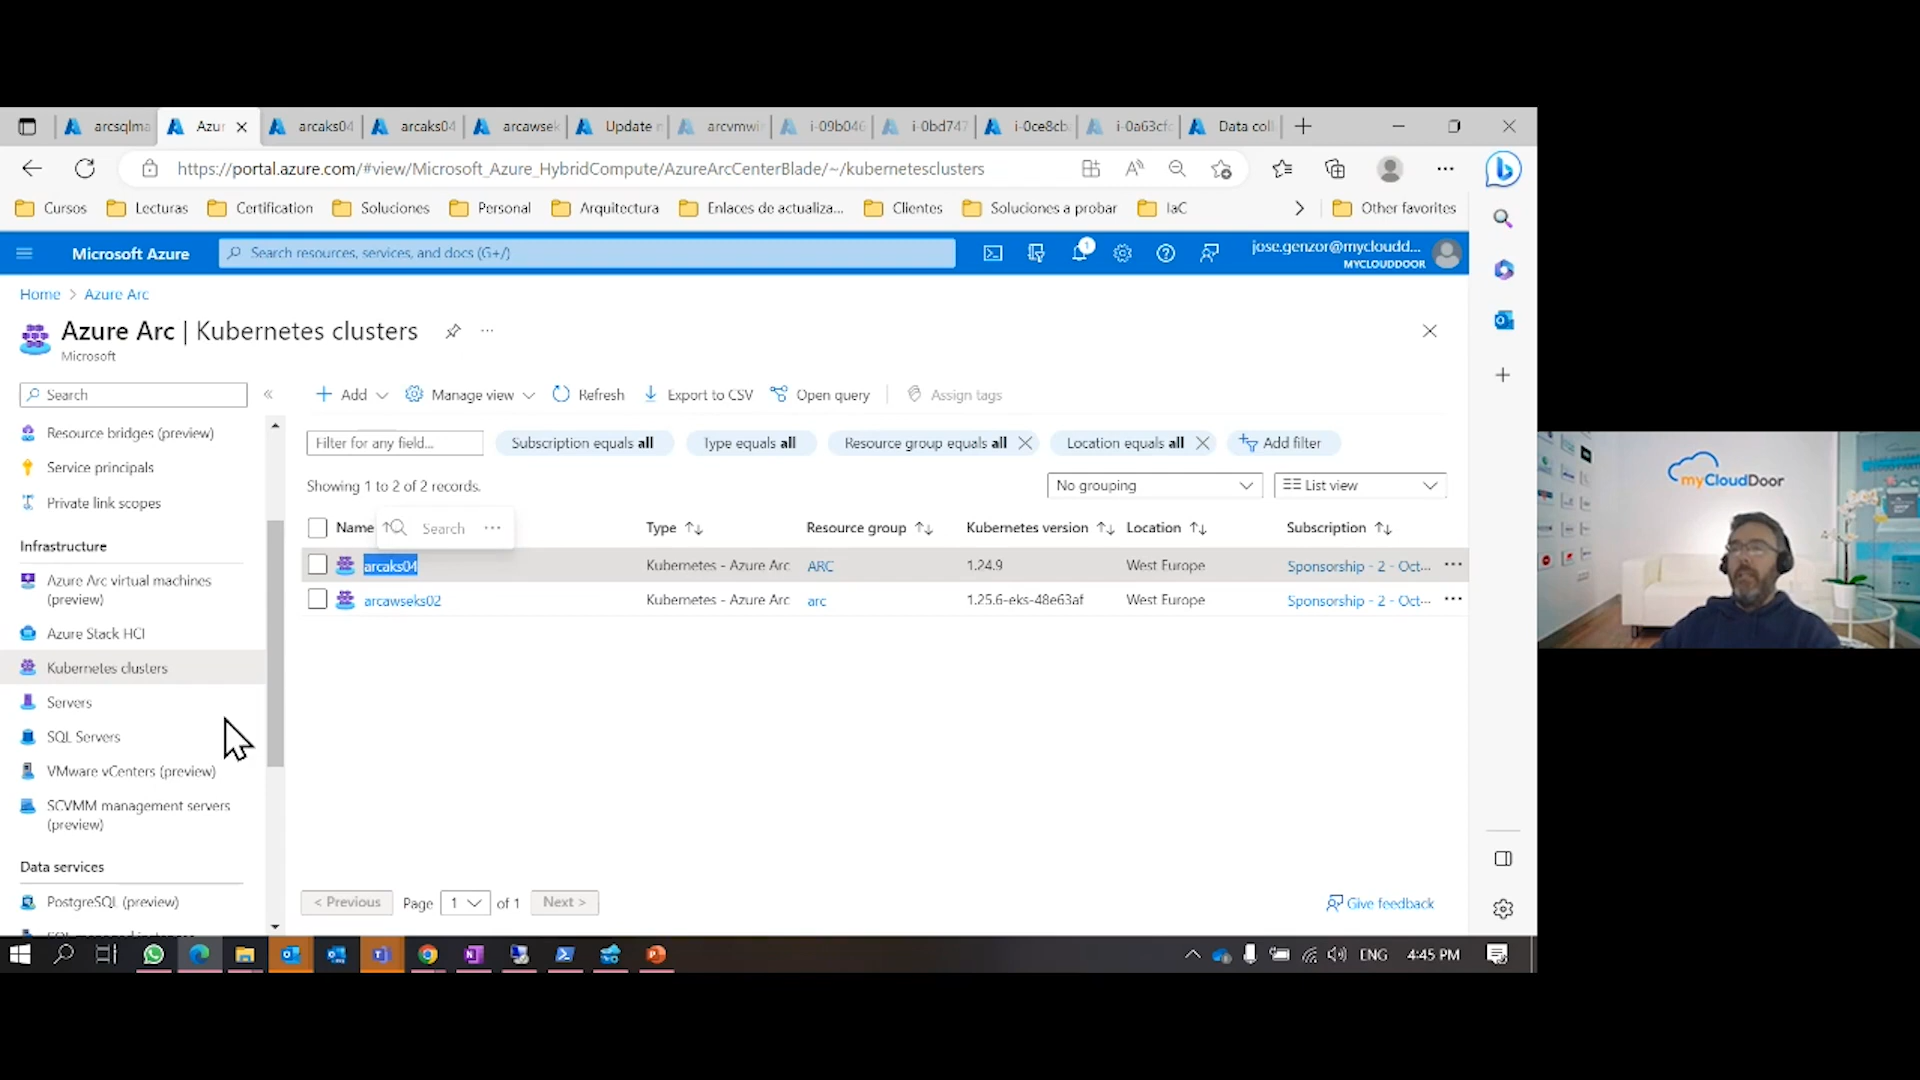 arcsqlma
Azur
arcaks04
arcaks04
arcawsek
Update
arcvmwi
i-09b046
i-0bd747
i-0ce8cb
i-0a63cfc
Data coll
https://portal.azure.com/#view/Microsoft_Azure_HybridCompute/AzureArcCenterBlade/~/kubernetesclusters
Cursos
Lecturas
Certification
Soluciones
Personal
Arquitectura
Enlaces de actualiza...
Clientes
Soluciones a probar
IaC
Other favorites
Microsoft Azure
Search resources, services, and docs (G+/)
1
jose.genzor@mycloudd...
MYCLOUDDOOR
Home > Azure Arc
Azure Arc | Kubernetes clusters
Microsoft
Search
Add
Manage view
Refresh
Export to CSV
Open query
Assign tags
Resource bridges (preview)
Service principals
Private link scopes
Infrastructure
Azure Arc virtual machines
(preview)
Azure Stack HCI
Kubernetes clusters
Servers
SQL Servers
VMware vCenters (preview)
SCVMM management servers
(preview)
Data services
PostgreSQL (preview)
Filter for any field...
Subscription equals all
Type equals all
Resource group equals all
Location equals all
Add filter
Showing 1 to 2 of 2 records.
No grouping
List view
Name
Search
Type
Resource group
Kubernetes version
Location
Subscription
arcaks04
Kubernetes - Azure Arc
ARC
1.24.9
West Europe
Sponsorship - 2 - Oct...
arcawseks02
Kubernetes - Azure Arc
arc
1.25.6-eks-48e63af
West Europe
Sponsorship - 2 - Oct...
< Previous
Page
1
of 1
Next >
Give feedback
ENG
4:45 PM
myCloudDoor